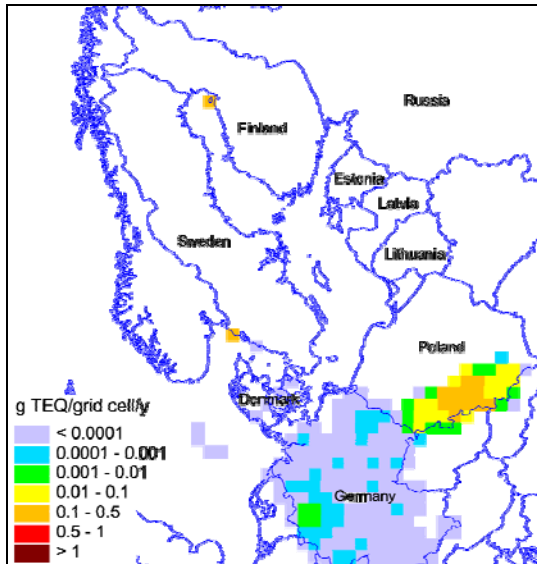 Russia
Finland
Estonia
Latvia
Sweden
Lithuania
Poland
g TEQ/grid cell/y
Denmark
< 0.0001
0.0001 - 0.001
0.001 - 0.01
0.01 - 0.1
Germany
0.1 - 0.5
0.5 - 1
> 1